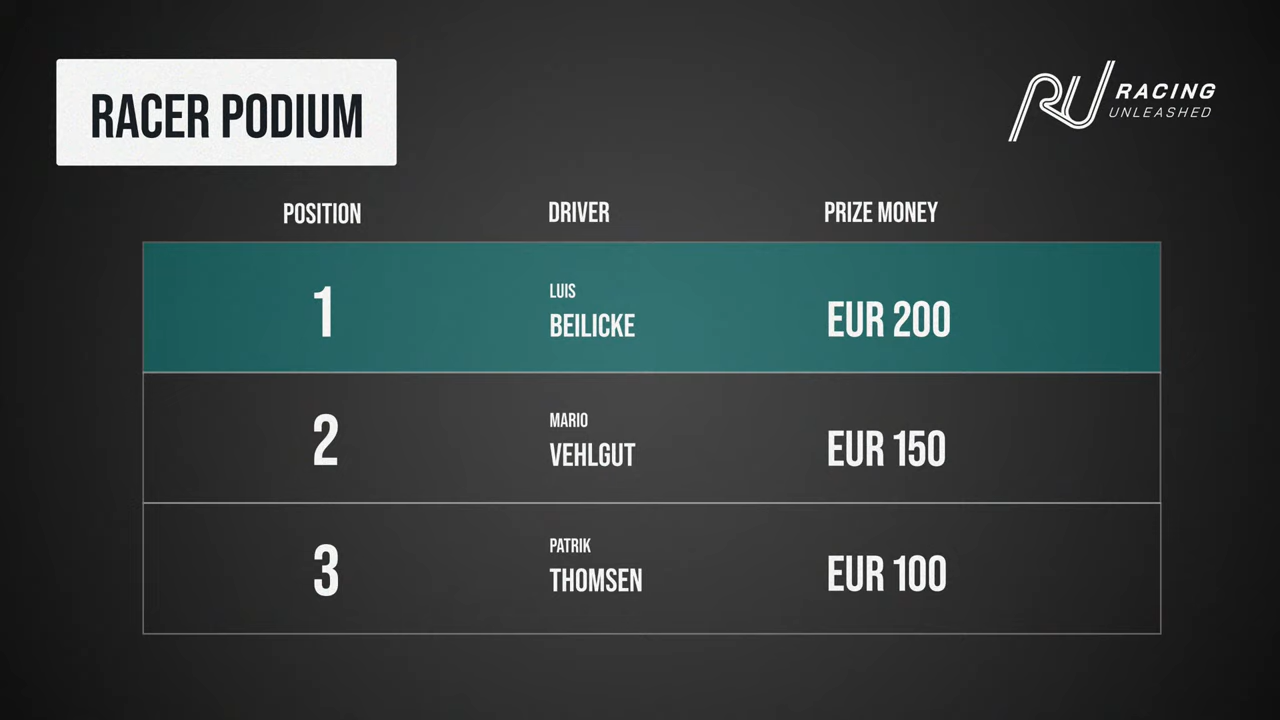 RACER PODIUM
RU RACING
UNLEASHED
POSITION DRIVER PRIZE MONEY
1 LUIS BEILICKE EUR 200
2 MARIO VEHLGUT EUR 150
3 PATRIK THOMSEN EUR 100